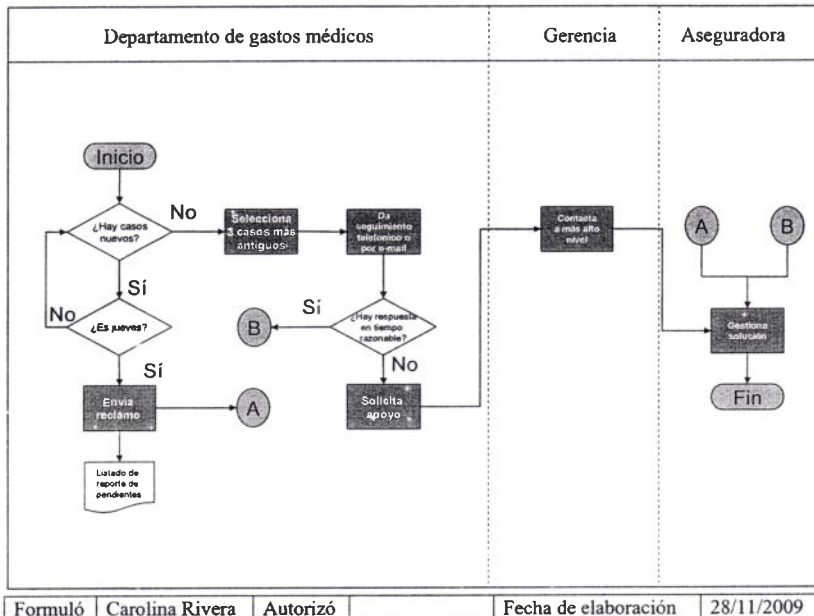 Departamento de gastos médicos
Gerencia
Aseguradora
Inicio
¿Hay casos
nuevos?
No
Selecciona
3 casos más
antiguos
Da
seguimiento
telefonico o
por e-mail
Contacta
a más alto
nivel
A
B
Sí
¿Es jueves?
No
B
Sí
¿Hay respuesta
en tiempo
razonable?
Gestiona
solución
Sí
No
Envia
reclamo
A
Solicita
apoyo
Fin
Listado de
reporte de
pendientes
Formuló Carolina Rivera Autorizó Fecha de elaboración 28/11/2009